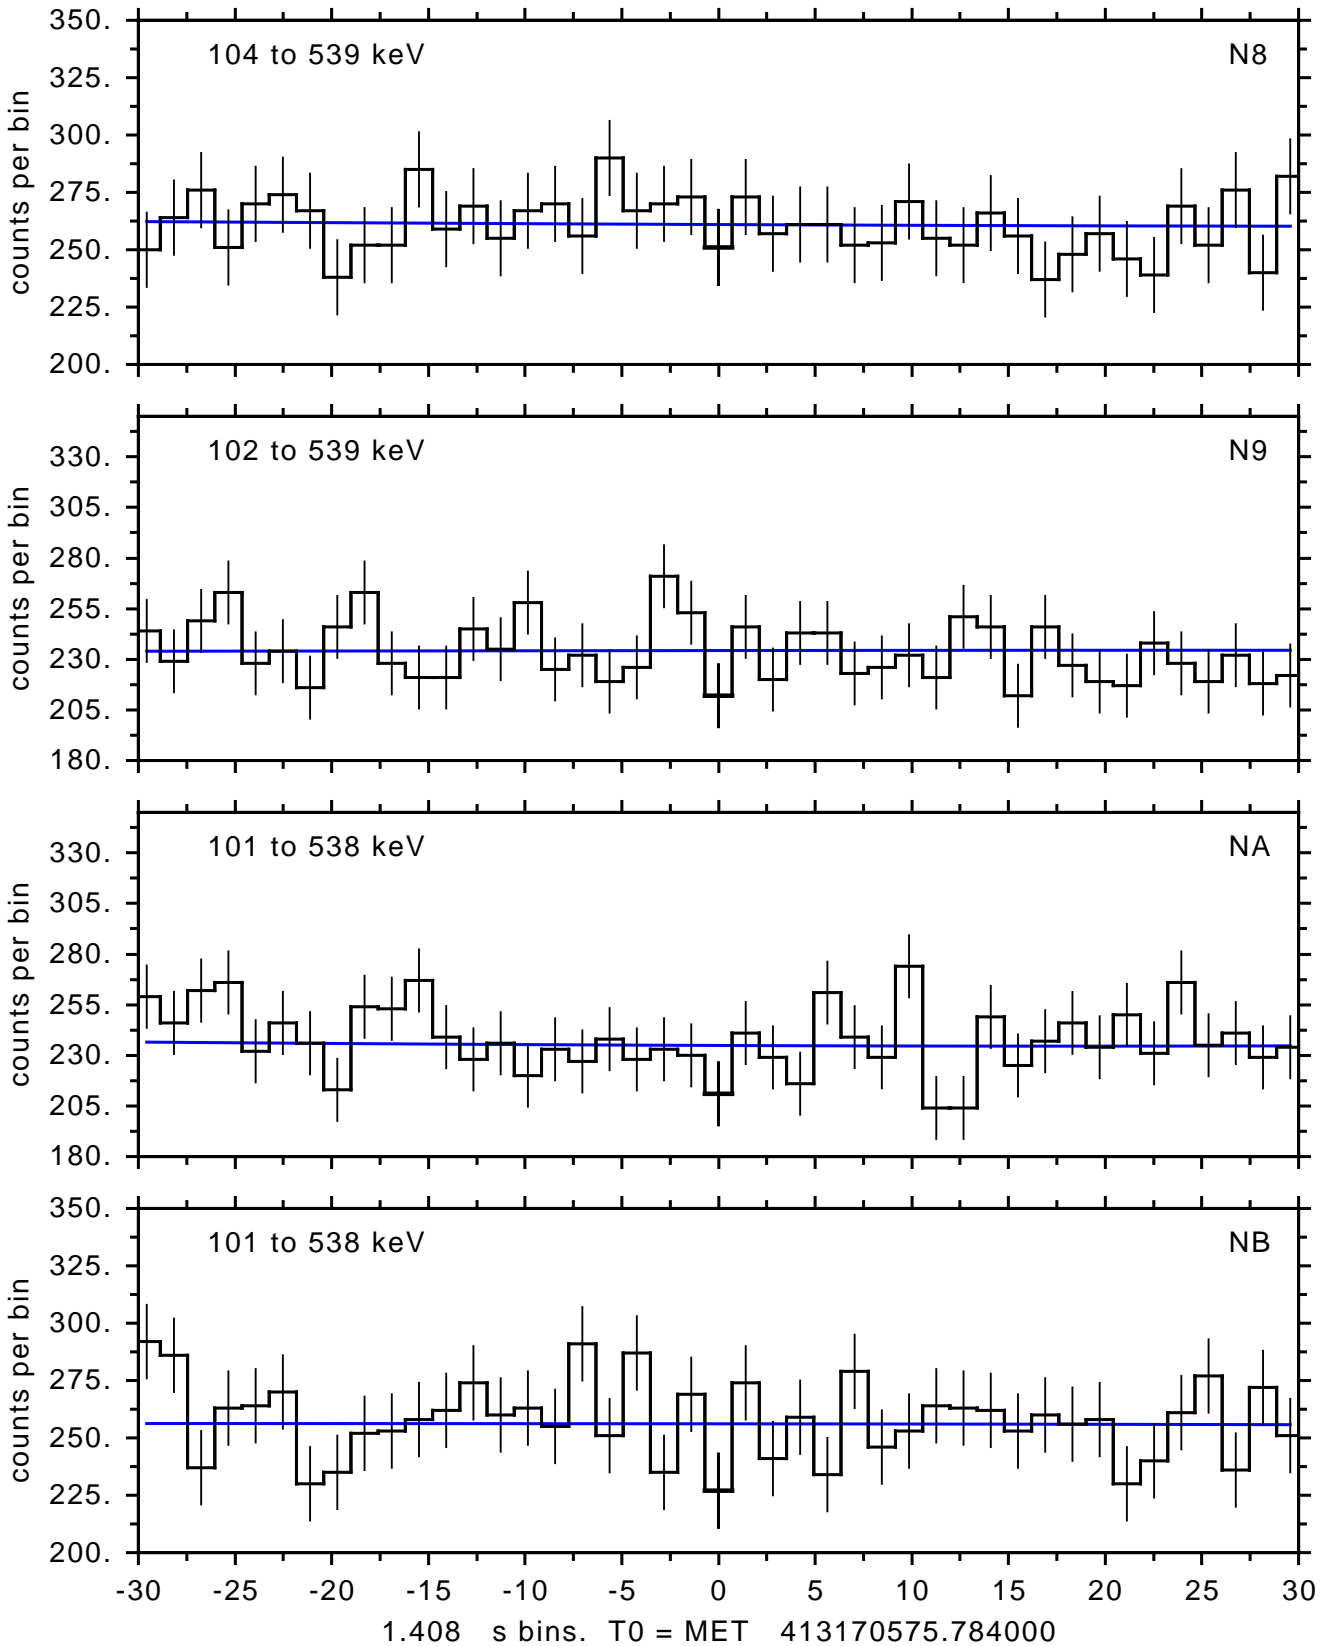 350.
104 to 539 keV N8
325.
300.
275.
250.
225.
200.
counts per bin
102 to 539 keV N9
330.
305.
280.
255.
230.
205.
180.
counts per bin
101 to 538 keV NA
330.
305.
280.
255.
230.
205.
180.
counts per bin
350.
101 to 538 keV NB
325.
300.
275.
250.
225.
200.
counts per bin
-30 -25 -20 -15 -10 -5 0 5 10 15 20 25 30
1.408 s bins. T0 = MET 413170575.784000